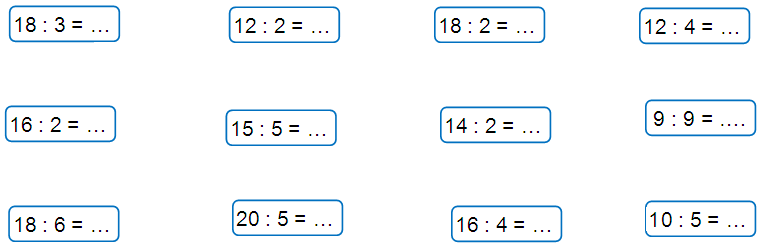 18 : 3 = …
12 : 2 = …
18 : 2 = …
12 : 4 = …
16 : 2 = …
15 : 5 = …
14 : 2 = …
9 : 9 = ….
18 : 6 = …
20 : 5 = …
16 : 4 = …
10 : 5 = …